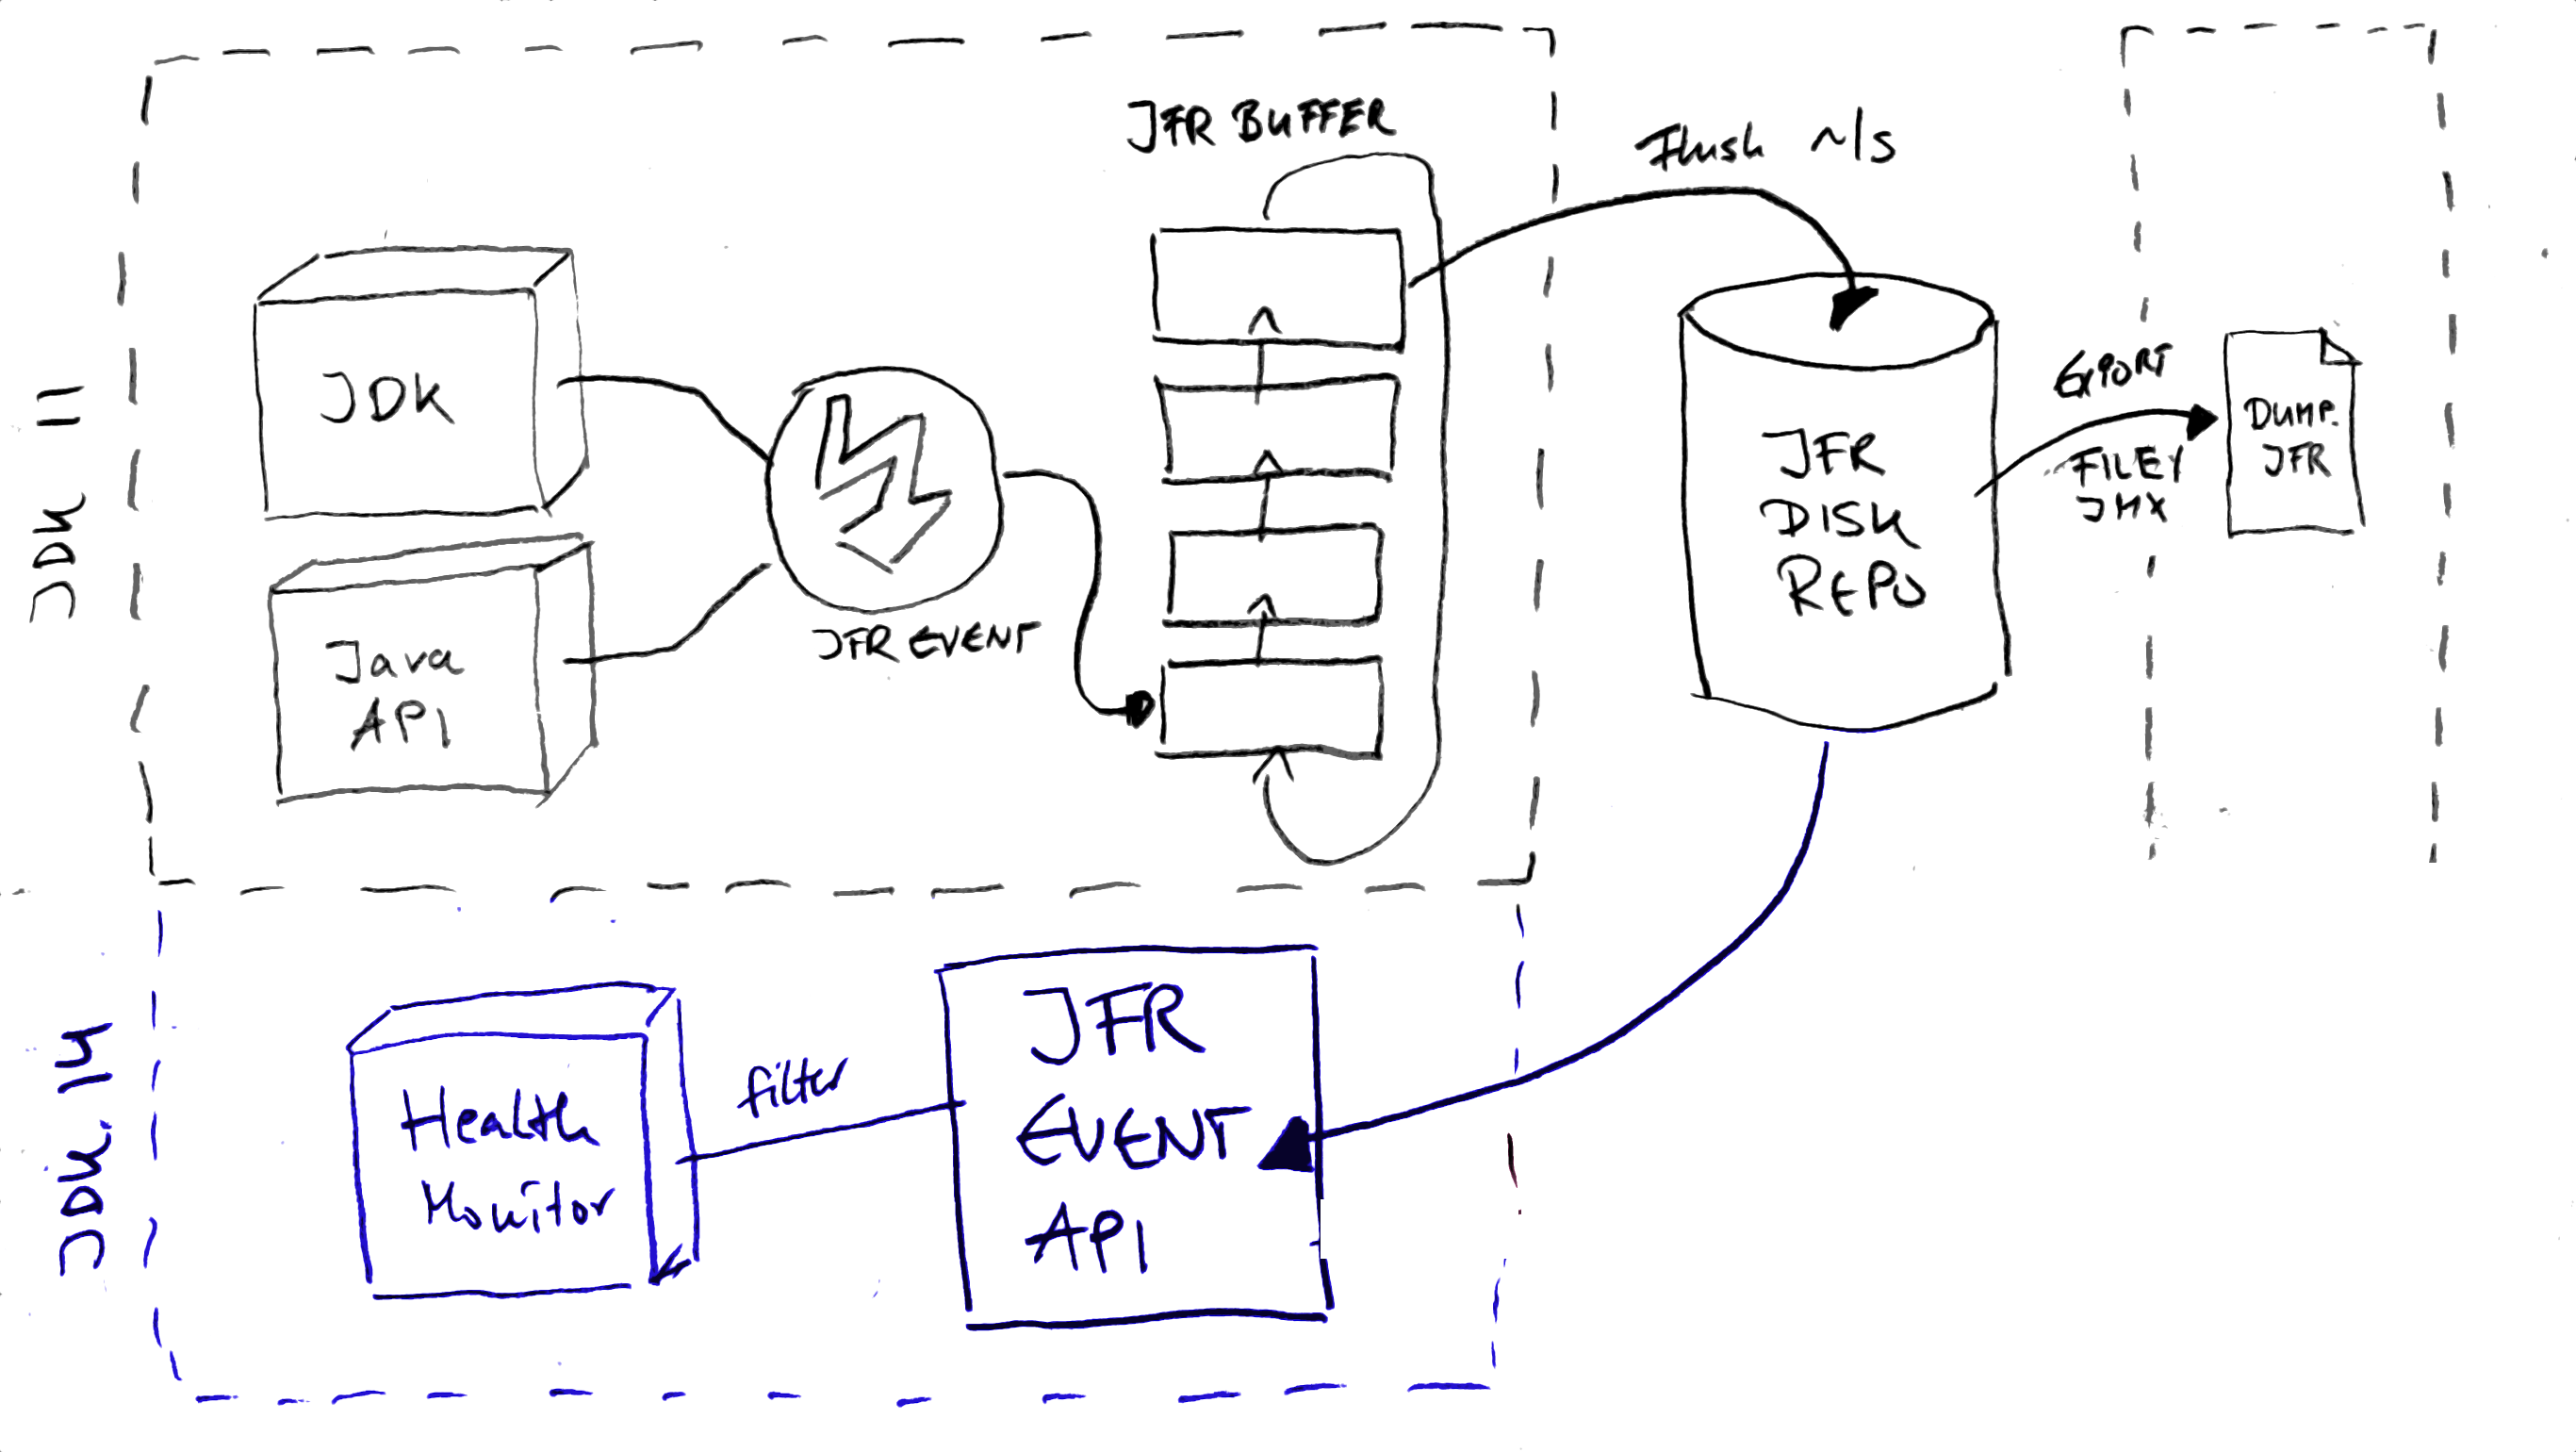 JFR BUFFER
Flush ~/s
JDK 11
JDK
Java
API
JFR EVENT
JFR
DISK
REPO
EXPORT
FILE/
JMX
DUMP.
JFR
JDK 14
Health
Monitor
filter
JFR
EVENT
API